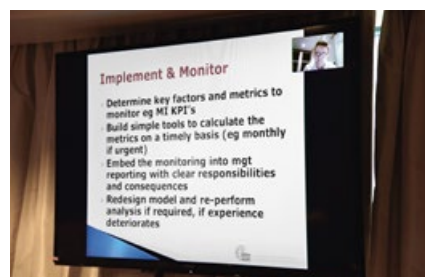 Implement & Monitor
Determine key factors and metrics to
monitor eg MI KPI's
Build simple tools to calculate the
metrics on a timely basis (eg monthly
if urgent)
Embed the monitoring into mgt
reporting with clear responsibilities
and consequences
Redesign model and re-perform
analysis if required, if experience
deteriorates